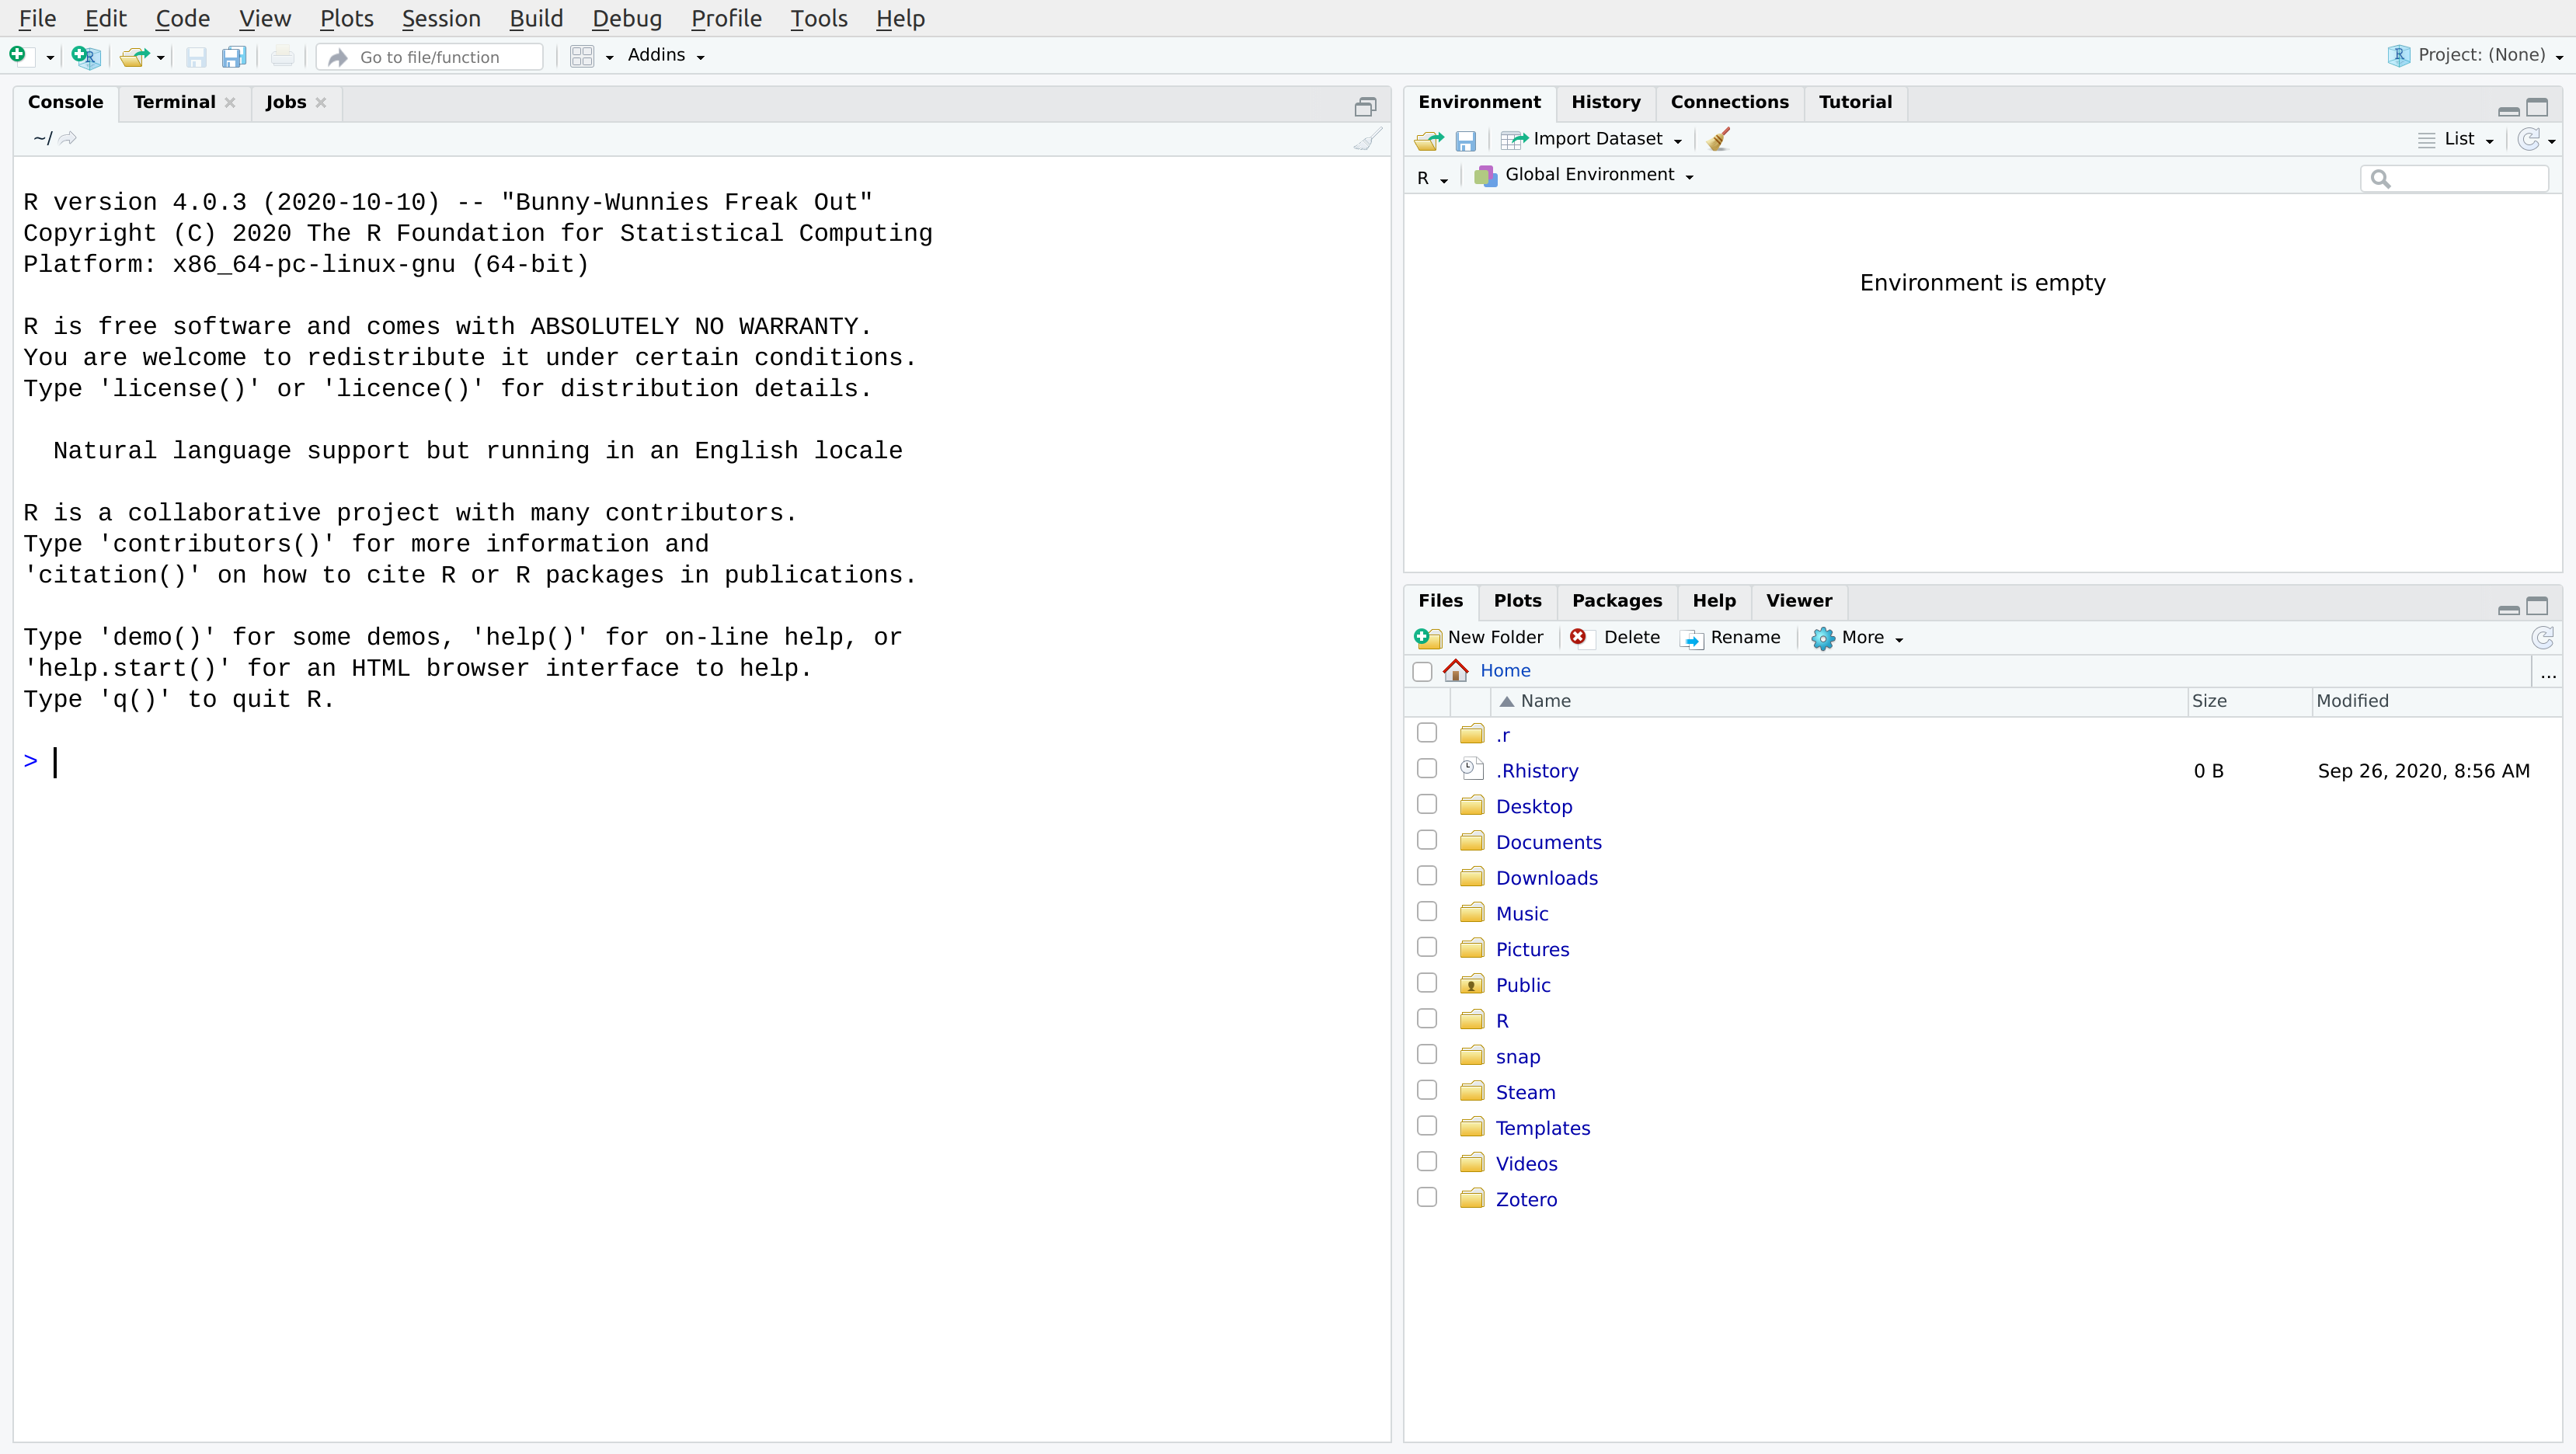 File Edit Code View Plots Session Build Debug Profile Tools Help
Go to file/function Addins R Project: (None)
Console Terminal Jobs
~/
R version 4.0.3 (2020-10-10) -- "Bunny-Wunnies Freak Out"
Copyright (C) 2020 The R Foundation for Statistical Computing
Platform: x86_64-pc-linux-gnu (64-bit)
R is free software and comes with ABSOLUTELY NO WARRANTY.
You are welcome to redistribute it under certain conditions.
Type 'license()' or 'licence()' for distribution details.
Natural language support but running in an English locale
R is a collaborative project with many contributors.
Type 'contributors()' for more information and
'citation()' on how to cite R or R packages in publications.
Type 'demo()' for some demos, 'help()' for on-line help, or
'help.start()' for an HTML browser interface to help.
Type 'q()' to quit R.
>
Environment History Connections Tutorial
Import Dataset List
R Global Environment
Environment is empty
Files Plots Packages Help Viewer
New Folder Delete Rename More
Home ...
Name Size Modified
.r
.Rhistory 0 B Sep 26, 2020, 8:56 AM
Desktop
Documents
Downloads
Music
Pictures
Public
R
snap
Steam
Templates
Videos
Zotero